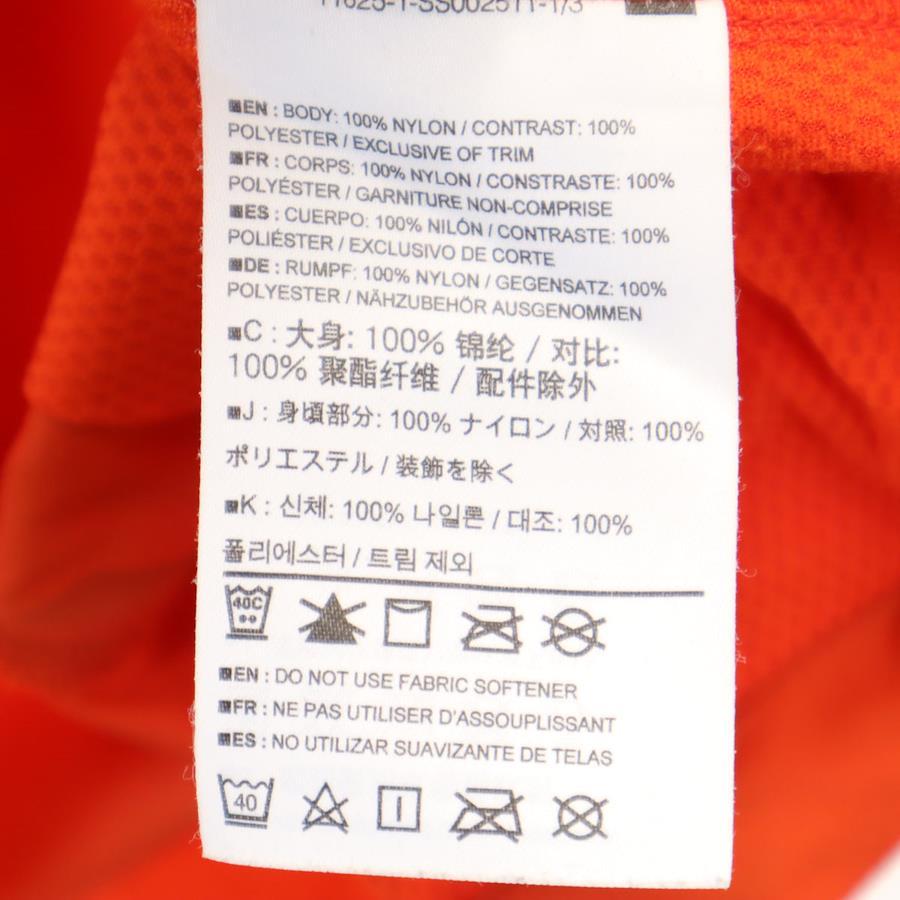 11625-1-SS002511-1/3
EN : BODY: 100% NYLON / CONTRAST: 100%
POLYESTER / EXCLUSIVE OF TRIM
FR : CORPS: 100% NYLON / CONSTRASTE: 100%
POLYÉSTER / GARNITURE NON-COMPRISE
ES : CUERPO: 100% NILÓN / CONTRASTE: 100%
POLIÉSTER / EXCLUSIVO DE CORTE
DE : RUMPF: 100% NYLON / GEGENSATZ: 100%
POLYESTER / NÄHZUBEHÖR AUSGENOMMEN
C : 大身: 100% 锦纶 / 对比:
100% 聚酯纤维 / 配件除外
J : 身頃部分: 100% ナイロン / 対照: 100%
ポリエステル / 装飾を除く
K : 신체: 100% 나일론 / 대조: 100%
폴리에스터 / 트림 제외
40C
EN : DO NOT USE FABRIC SOFTENER
FR : NE PAS UTILISER D'ASSOUPLISSANT
ES : NO UTILIZAR SUAVIZANTE DE TELAS
40